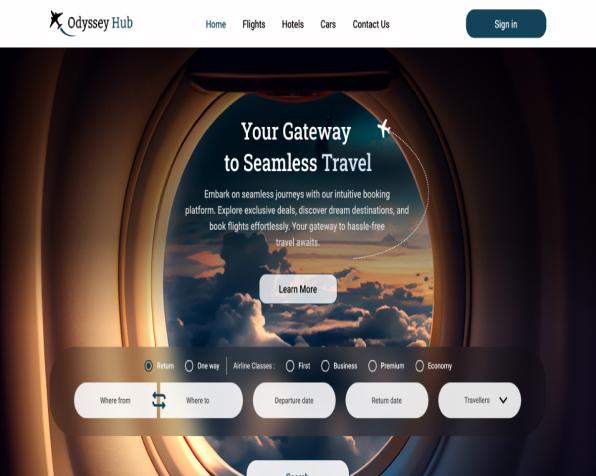 Odyssey Hub
Home Flights Hotels Cars Contact Us
Sign in
Your Gateway
to Seamless Travel
Embark on seamless journeys with our intuitive booking
platform. Explore exclusive deals, discover dream destinations, and
book flights effortlessly. Your gateway to hassle-free
travel awaits.
Learn More
Return One way Airline Classes : First Business Premium Economy
Where from Where to Departure date Return date Travellers
Search